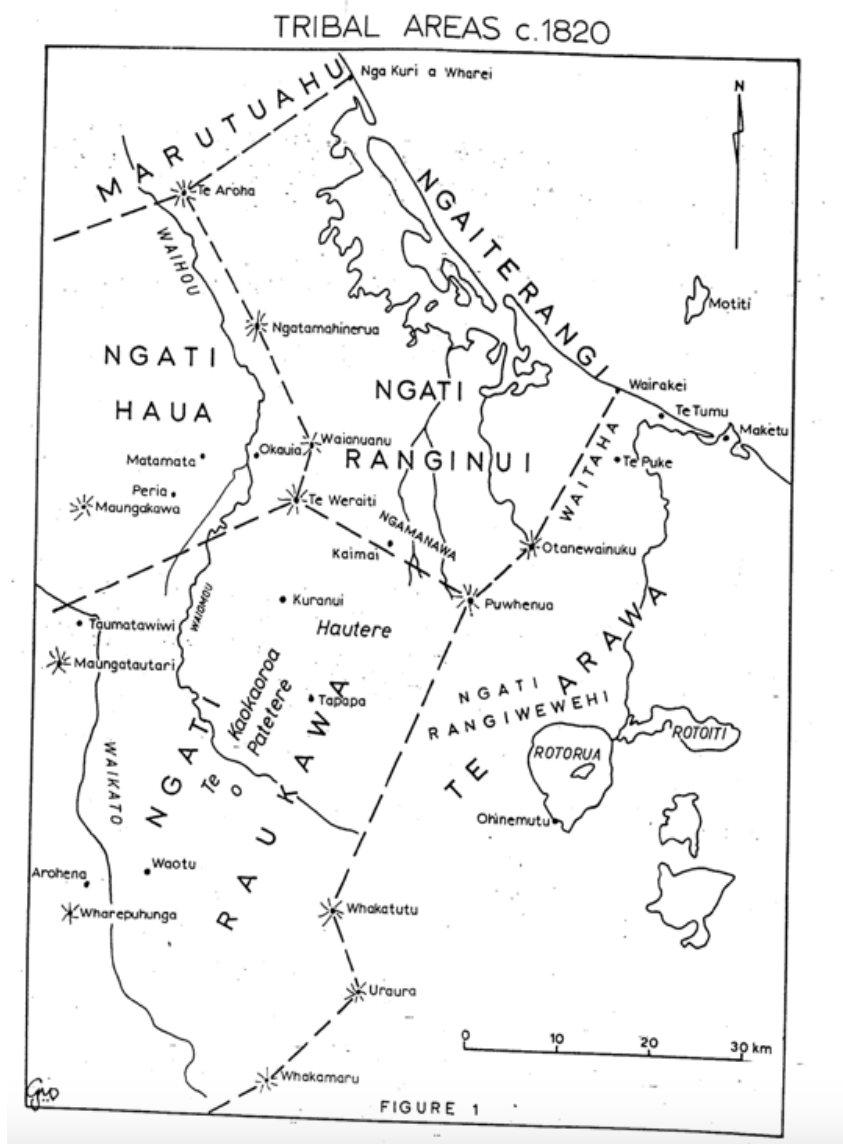 TRIBAL AREAS c.1820
MARUTUAHU
Nga Kuri a Wharei
N
Te Aroha
WAIHOU
NGAITERANGI
Motiti
Ngatamahinerua
NGATI
HAUA
NGATI
RANGINUI
Wairakei
Te Tumu
Maketu
Waianuanu
Okauia
Matamata
WAITAHA
Te Puke
Peria
Maungakawa
Te Weraiti
NGAMANAWA
Kaimai
Otanewainuku
WAIOMOU
Kuranui
Puwhenua
Taumatawiwi
Hautere
Maungatautari
TE ARAWA
NGATI
RANGIWEWEHI
Kaokaoroa
Te o Patetere
Tapapa
ROTOITI
ROTORUA
NGATI
RAUKAWA
WAIKATO
Ohinemutu
Waotu
Arohena
Wharepuhunga
Whakatutu
Uraura
0 10 20 30 km
Whakamaru
FIGURE 1